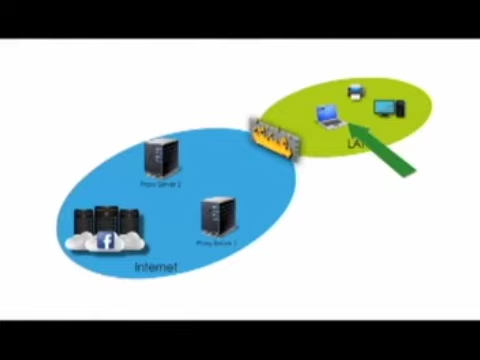 LAN
Proxy Server 2
Proxy Server 1
f
Internet